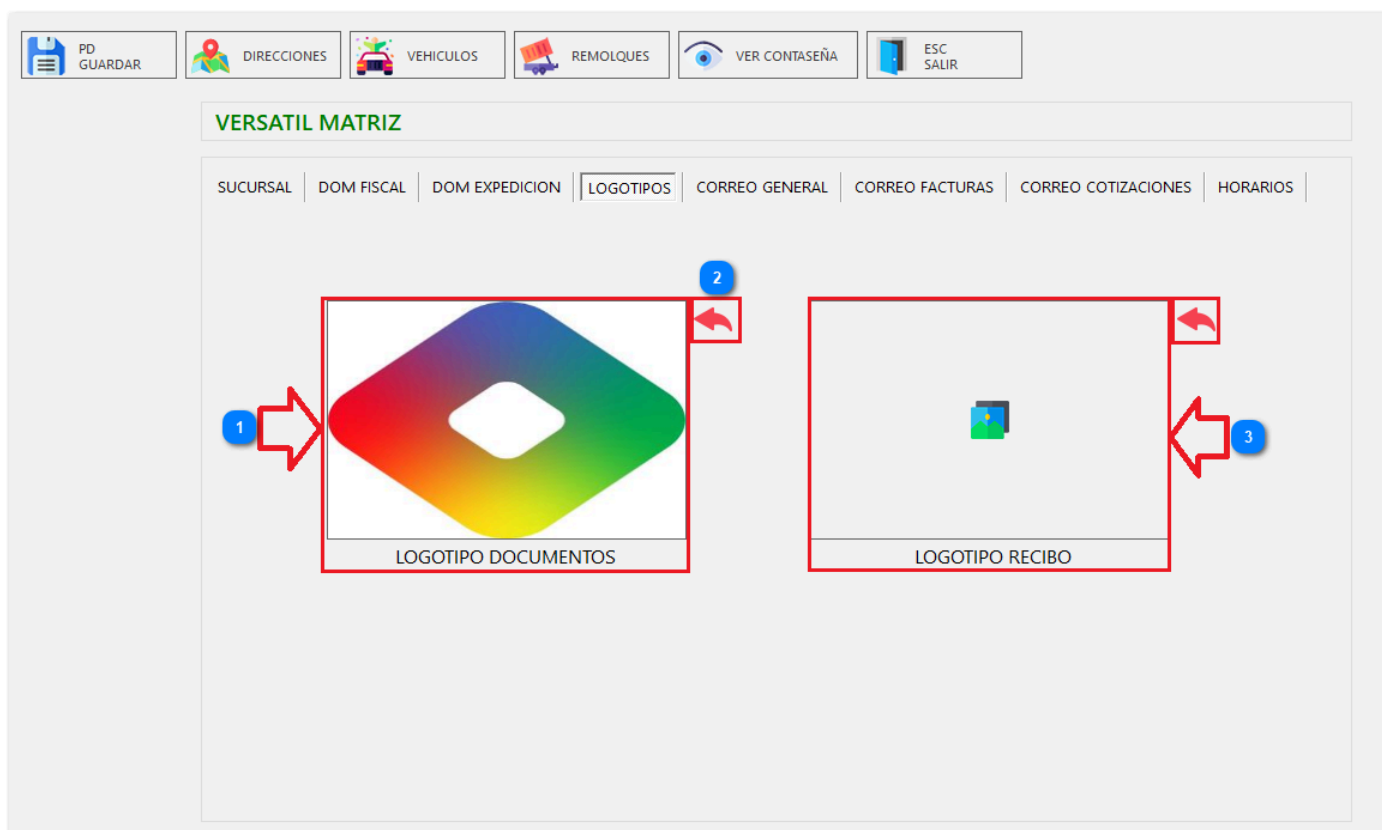 PD
GUARDAR
DIRECCIONES
VEHICULOS
REMOLQUES
VER CONTASEÑA
ESC
SALIR
VERSATIL MATRIZ
SUCURSAL DOM FISCAL DOM EXPEDICION LOGOTIPOS CORREO GENERAL CORREO FACTURAS CORREO COTIZACIONES HORARIOS
2
1
3
LOGOTIPO DOCUMENTOS
LOGOTIPO RECIBO